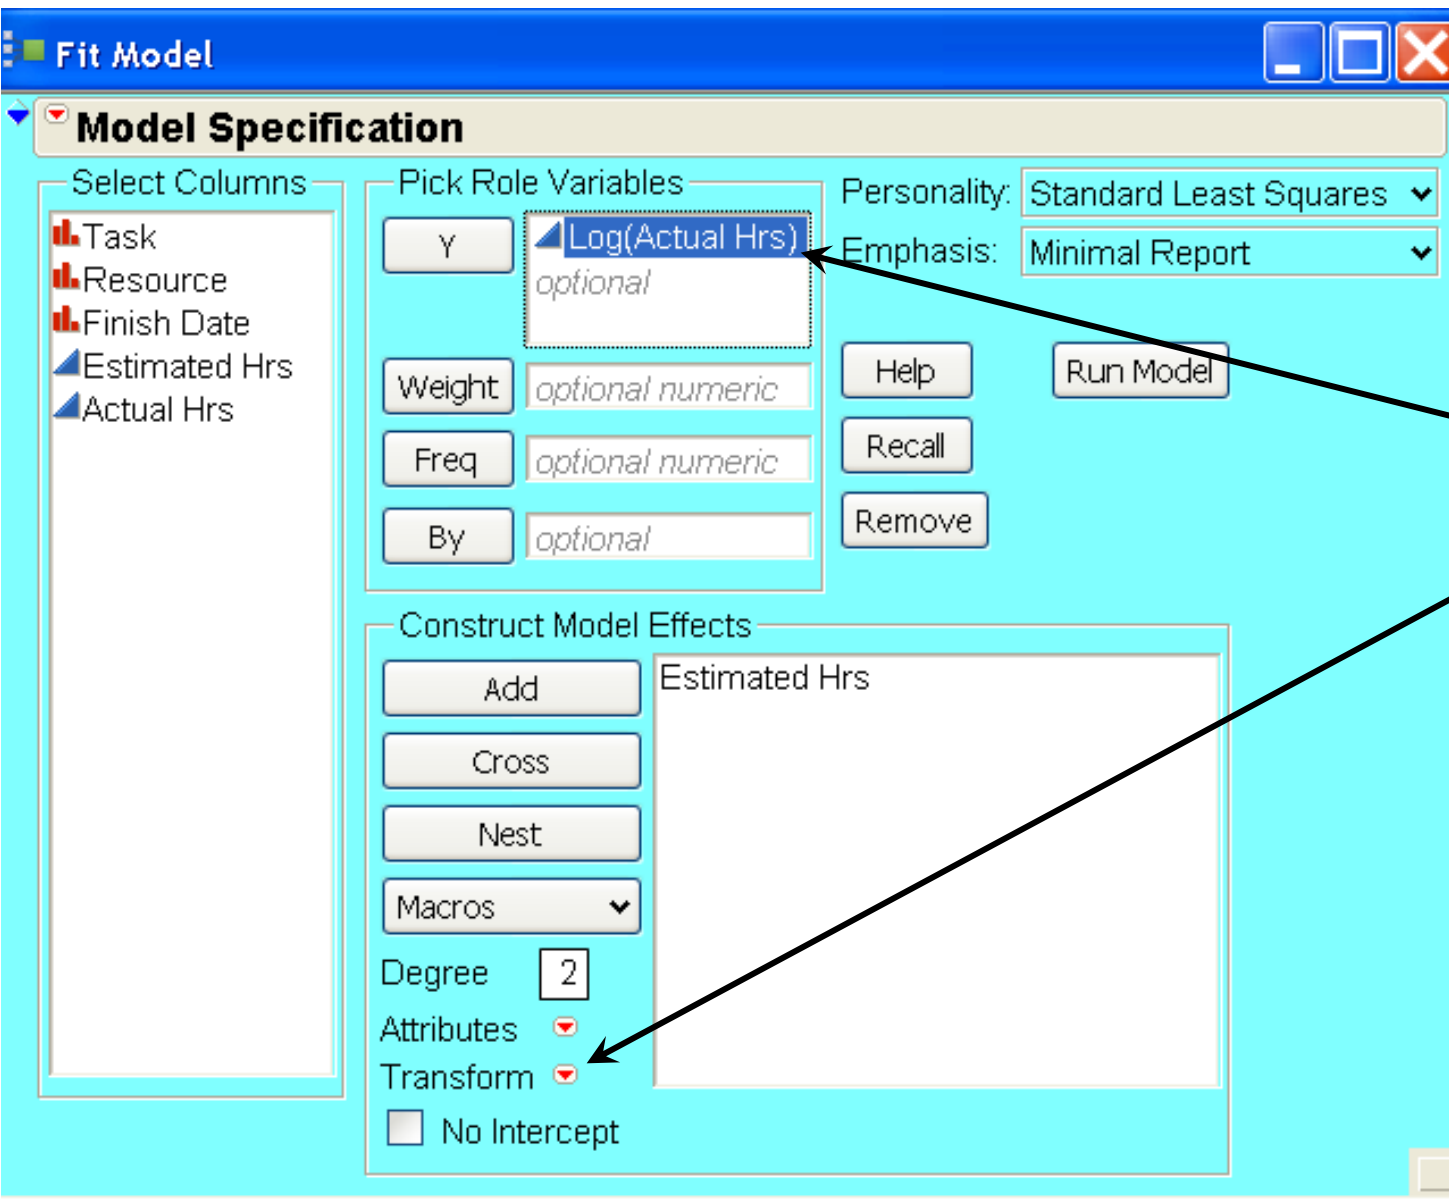 Fit Model
Model Specification
Select Columns
Task
Resource
Finish Date
Estimated Hrs
Actual Hrs
Pick Role Variables
Y
Log(Actual Hrs)
optional
Weight
optional numeric
Freq
optional numeric
By
optional
Personality: Standard Least Squares
Emphasis: Minimal Report
Help
Run Model
Recall
Remove
Construct Model Effects
Add
Estimated Hrs
Cross
Nest
Macros
Degree 2
Attributes
Transform
No Intercept